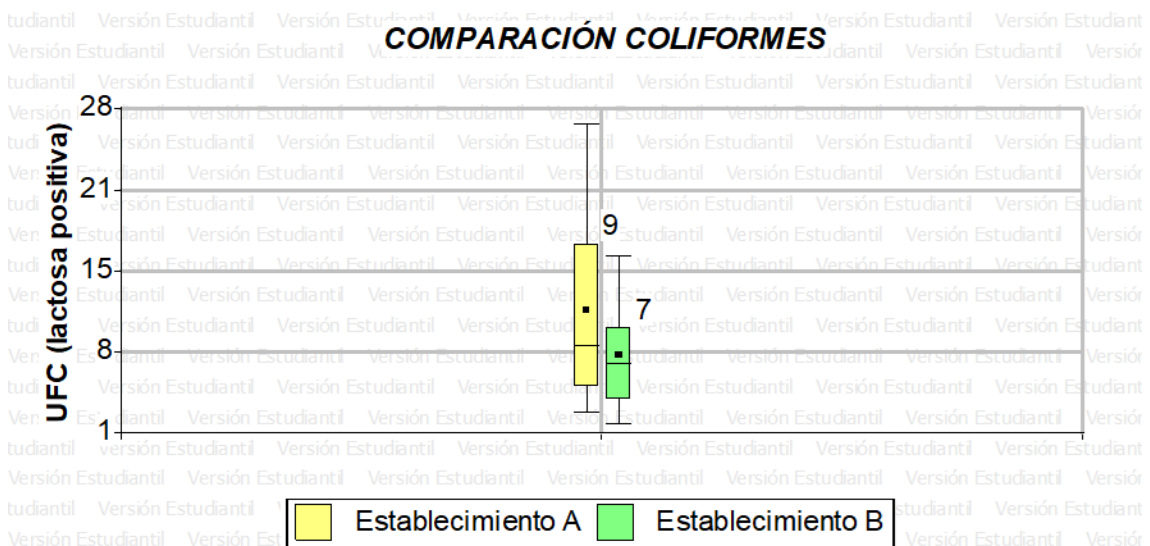 COMPARACIÓN COLIFORMES
UFC (lactosa positiva)
28
21
15
8
1
9
7
Establecimiento A
Establecimiento B
Versión Estudiantil